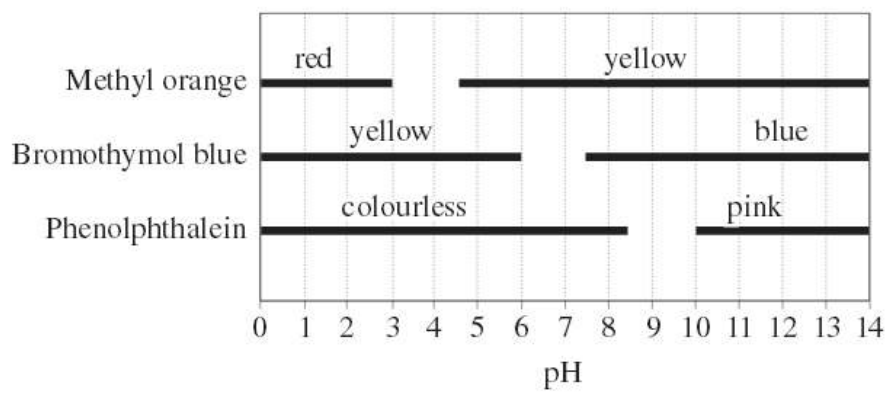 red yellow
Methyl orange
yellow blue
Bromothymol blue
colourless pink
Phenolphthalein
0 1 2 3 4 5 6 7 8 9 10 11 12 13 14
pH